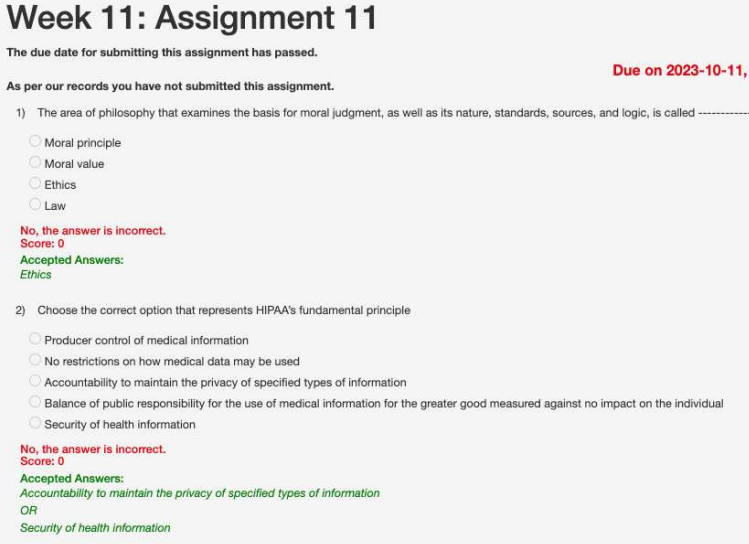 Week 11: Assignment 11
The due date for submitting this assignment has passed.
Due on 2023-10-11,
As per our records you have not submitted this assignment.
1) The area of philosophy that examines the basis for moral judgment, as well as its nature, standards, sources, and logic, is called -----------
Moral principle
Moral value
Ethics
Law
No, the answer is incorrect.
Score: 0
Accepted Answers:
Ethics
2) Choose the correct option that represents HIPAA's fundamental principle
Producer control of medical information
No restrictions on how medical data may be used
Accountability to maintain the privacy of specified types of information
Balance of public responsibility for the use of medical information for the greater good measured against no impact on the individual
Security of health information
No, the answer is incorrect.
Score: 0
Accepted Answers:
Accountability to maintain the privacy of specified types of information
OR
Security of health information